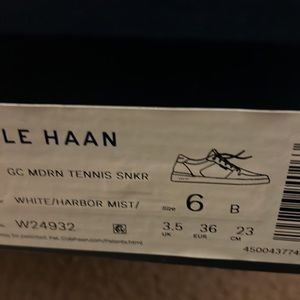 LE HAAN
GC MDRN TENNIS SNKR
WHITE/HARBOR MIST/
Size 6 B
W24932
3.5 36 23
UK EUR CM
45004377